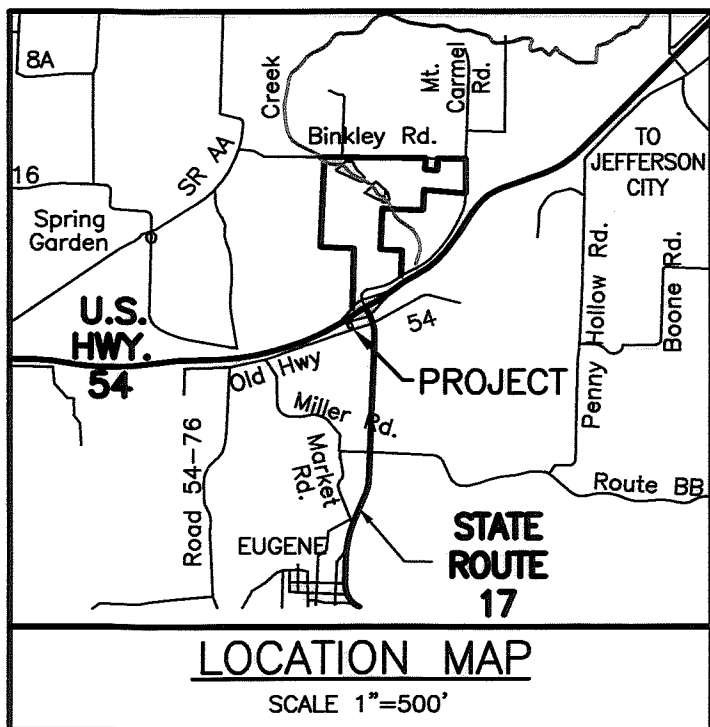 8A
Creek
Mt.
Carmel
Rd.
Binkley Rd.
TO
JEFFERSON
CITY
16
SR AA
Spring
Garden
Penny Hollow Rd.
Boone Rd.
U.S.
HWY.
54
Old Hwy 54
PROJECT
Miller Rd.
Market
Rd.
Road 54-76
Route BB
EUGENE
STATE
ROUTE
17
LOCATION MAP
SCALE 1"=500'